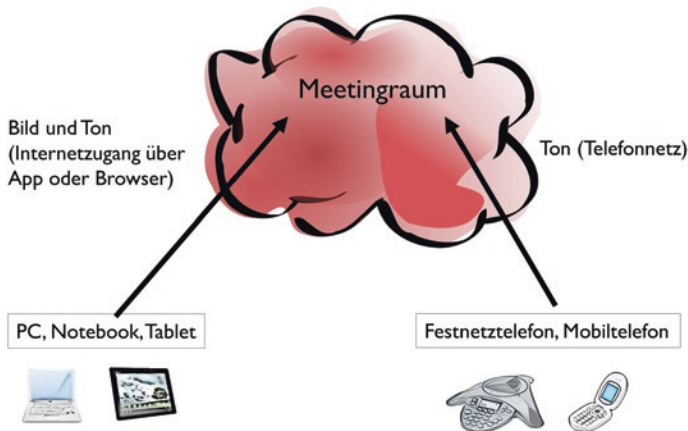 Meetingraum
Bild und Ton
(Internetzugang über
App oder Browser)
Ton (Telefonnetz)
PC, Notebook, Tablet
Festnetztelefon, Mobiltelefon